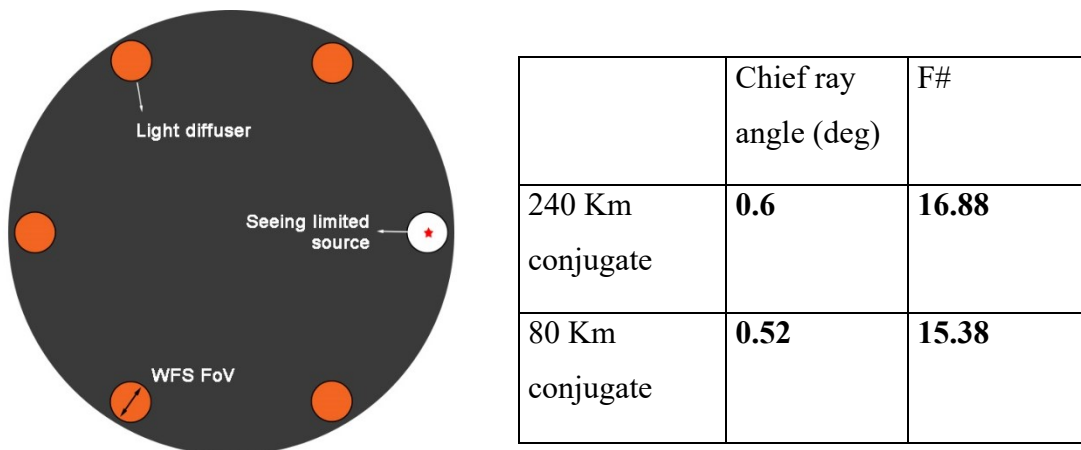 Light diffuser
Seeing limited
source
WFS FoV
Chief ray
angle (deg)
F#
240 Km
conjugate
0.6
16.88
80 Km
conjugate
0.52
15.38